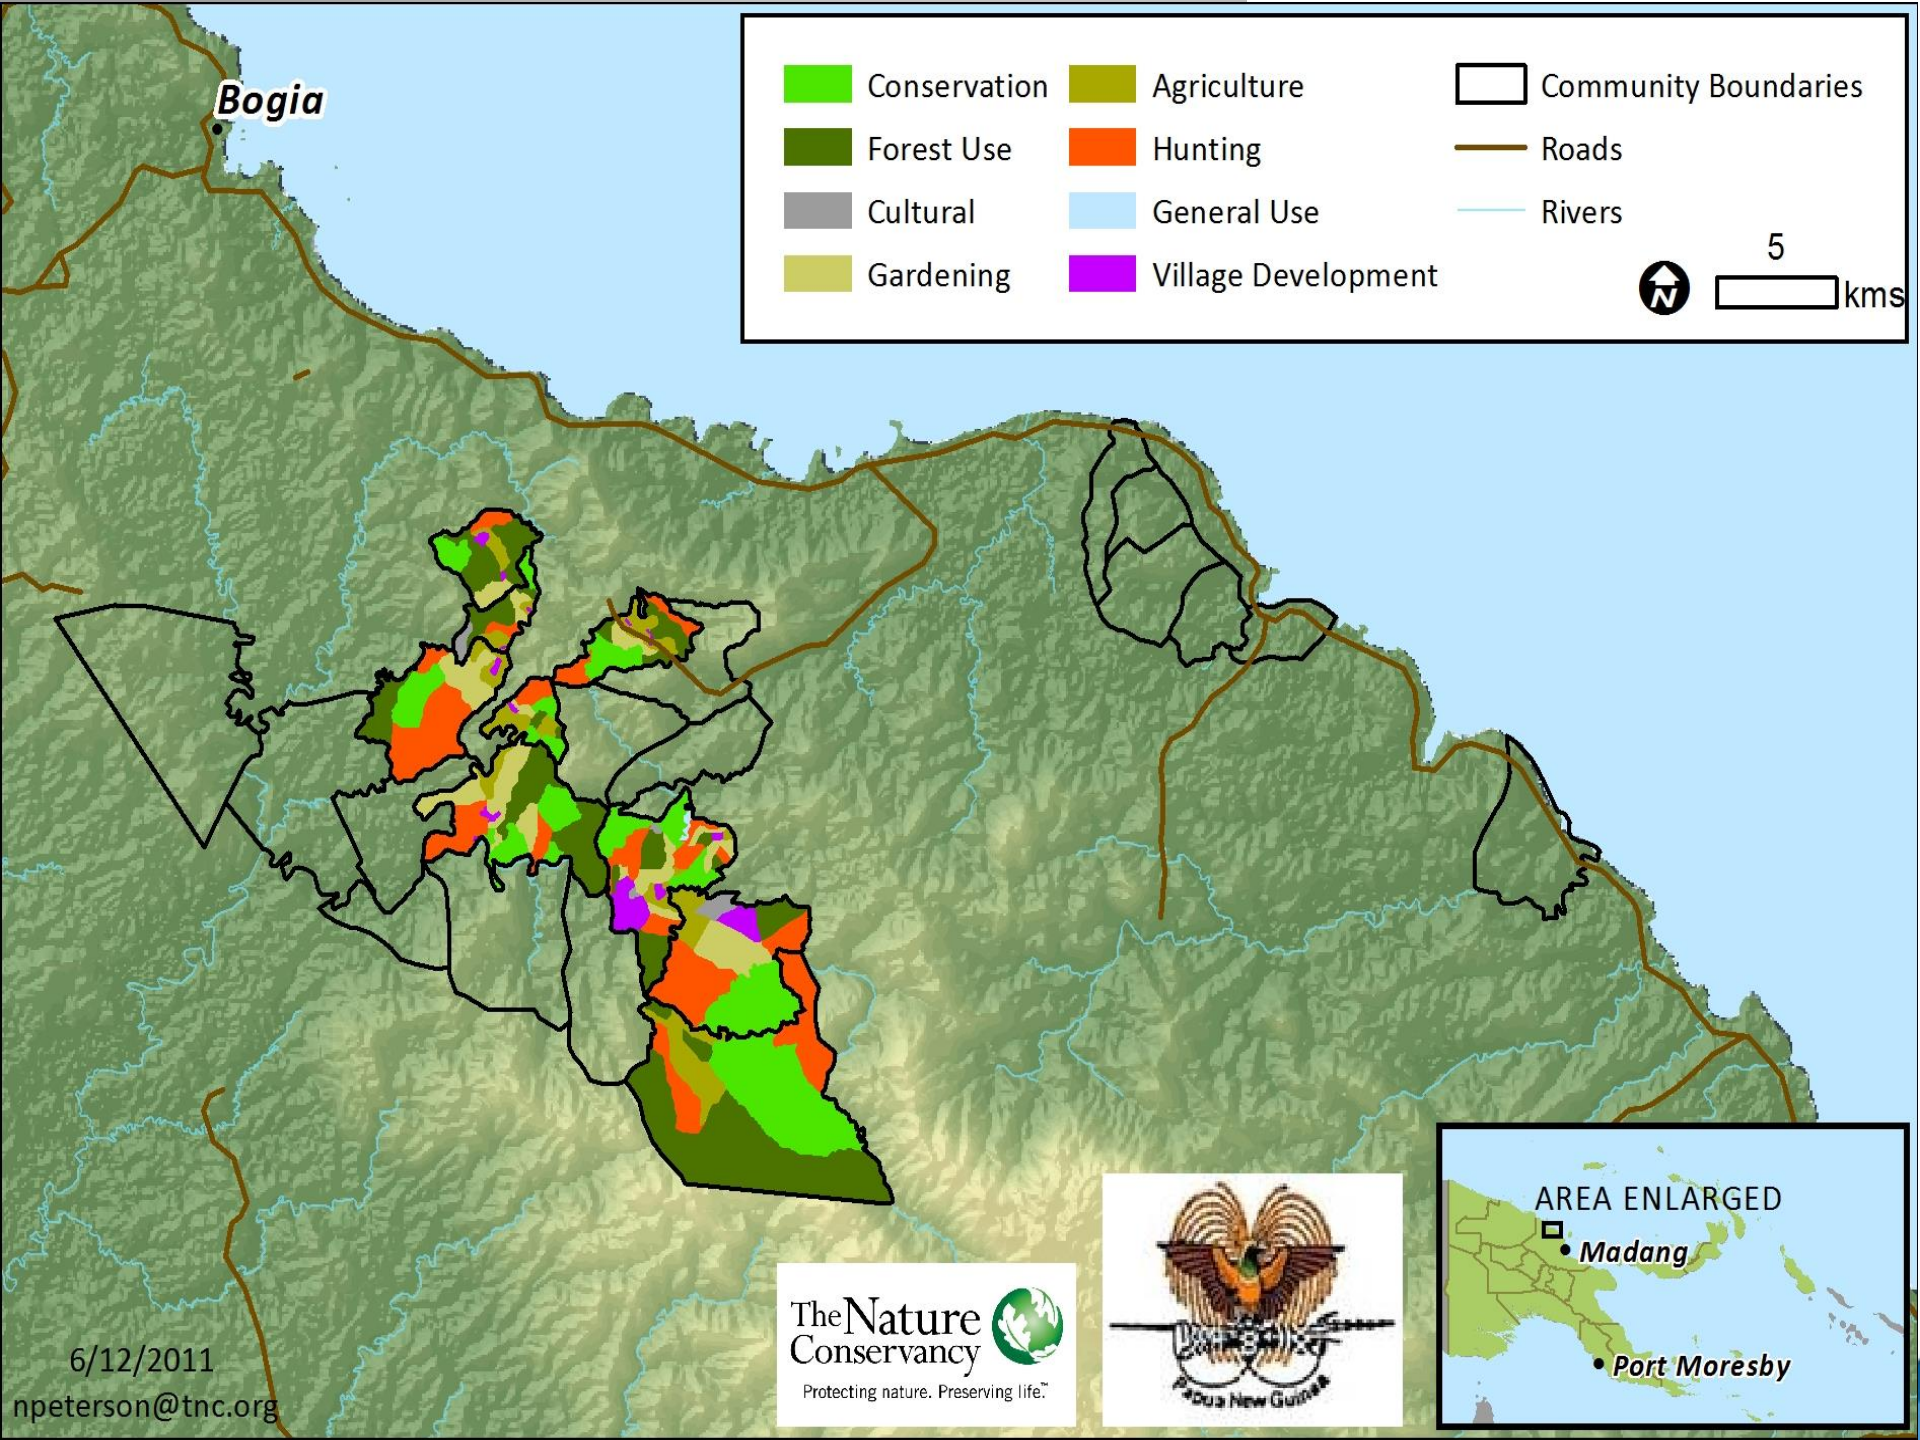 Bogia
Conservation
Forest Use
Cultural
Gardening
Agriculture
Hunting
General Use
Village Development
Community Boundaries
Roads
Rivers
5
kms
N
AREA ENLARGED
Madang
Port Moresby
The Nature
Conservancy
Protecting nature. Preserving life.™
Papua New Guinea
6/12/2011
npeterson@tnc.org